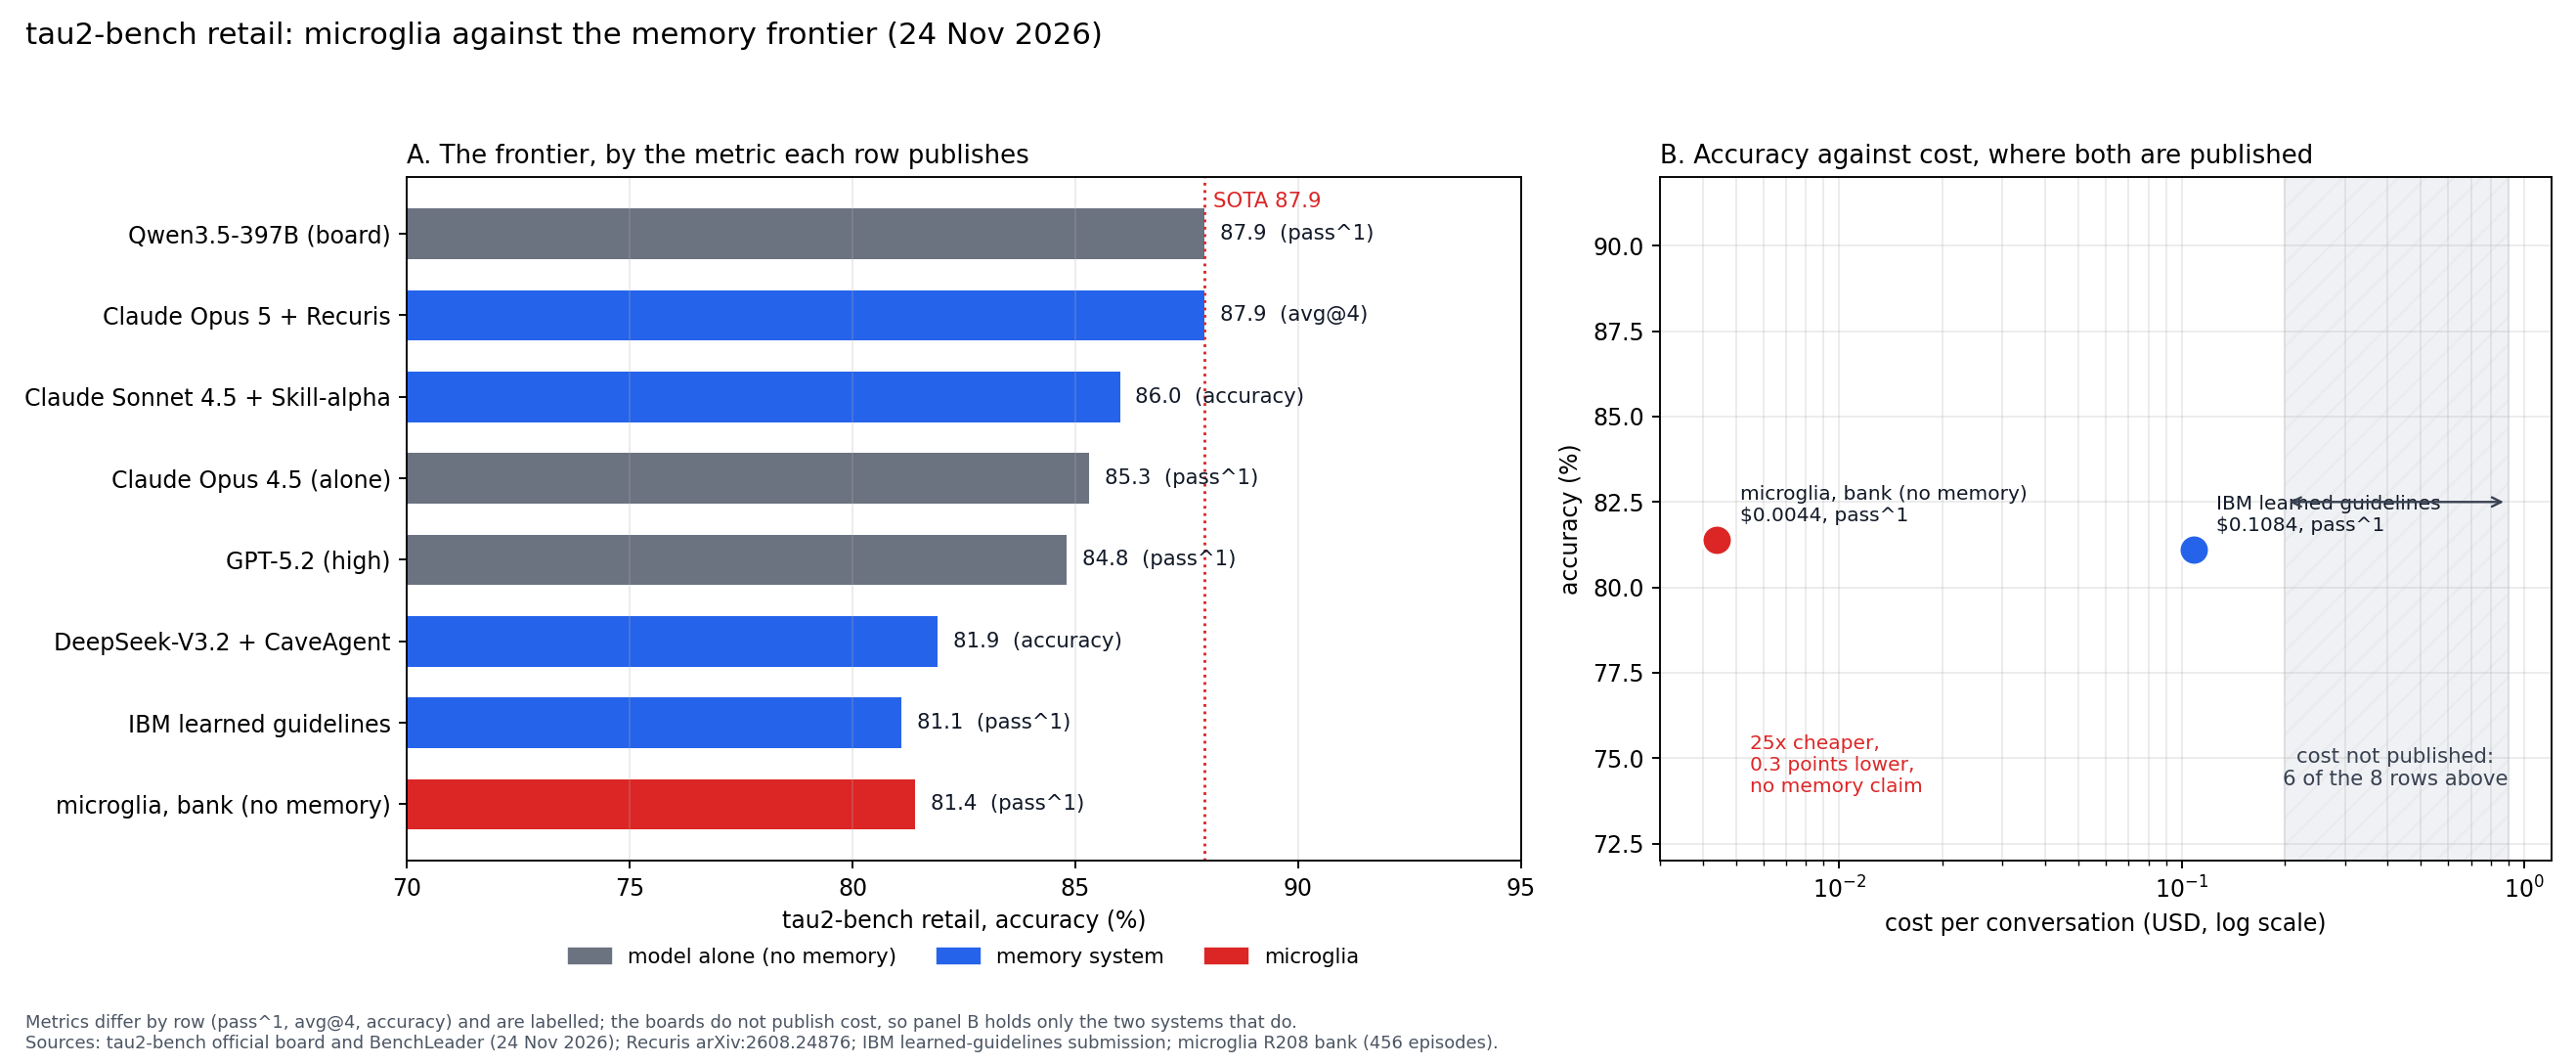 tau2-bench retail: microglia against the memory frontier (24 Nov 2026)
A. The frontier, by the metric each row publishes
SOTA 87.9
Qwen3.5-397B (board)
87.9 (pass^1)
Claude Opus 5 + Recuris
87.9 (avg@4)
Claude Sonnet 4.5 + Skill-alpha
86.0 (accuracy)
Claude Opus 4.5 (alone)
85.3 (pass^1)
GPT-5.2 (high)
84.8 (pass^1)
DeepSeek-V3.2 + CaveAgent
81.9 (accuracy)
IBM learned guidelines
81.1 (pass^1)
microglia, bank (no memory)
81.4 (pass^1)
70 75 80 85 90 95
tau2-bench retail, accuracy (%)
model alone (no memory) memory system microglia
B. Accuracy against cost, where both are published
accuracy (%)
90.0
87.5
85.0
82.5
80.0
77.5
75.0
72.5
microglia, bank (no memory)
$0.0044, pass^1
IBM learned guidelines
$0.1084, pass^1
25x cheaper,
0.3 points lower,
no memory claim
cost not published:
6 of the 8 rows above
10⁻² 10⁻¹ 10⁰
cost per conversation (USD, log scale)
Metrics differ by row (pass^1, avg@4, accuracy) and are labelled; the boards do not publish cost, so panel B holds only the two systems that do.
Sources: tau2-bench official board and BenchLeader (24 Nov 2026); Recuris arXiv:2608.24876; IBM learned-guidelines submission; microglia R208 bank (456 episodes).